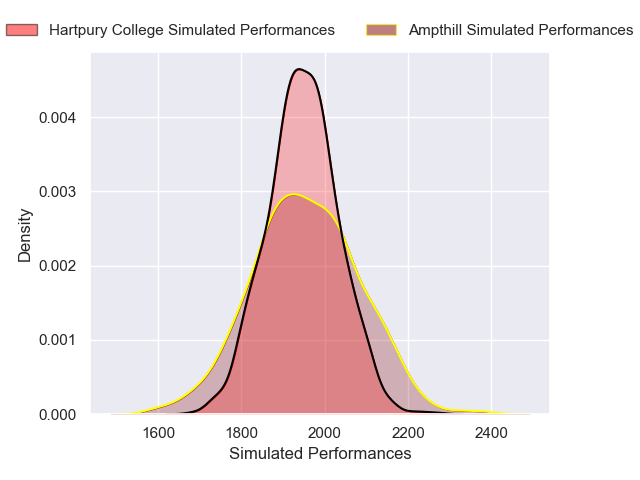 Hartpury College Simulated Performances
Ampthill Simulated Performances
0.004
0.003
0.002
0.001
0.000
Density
1600 1800 2000 2200 2400
Simulated Performances